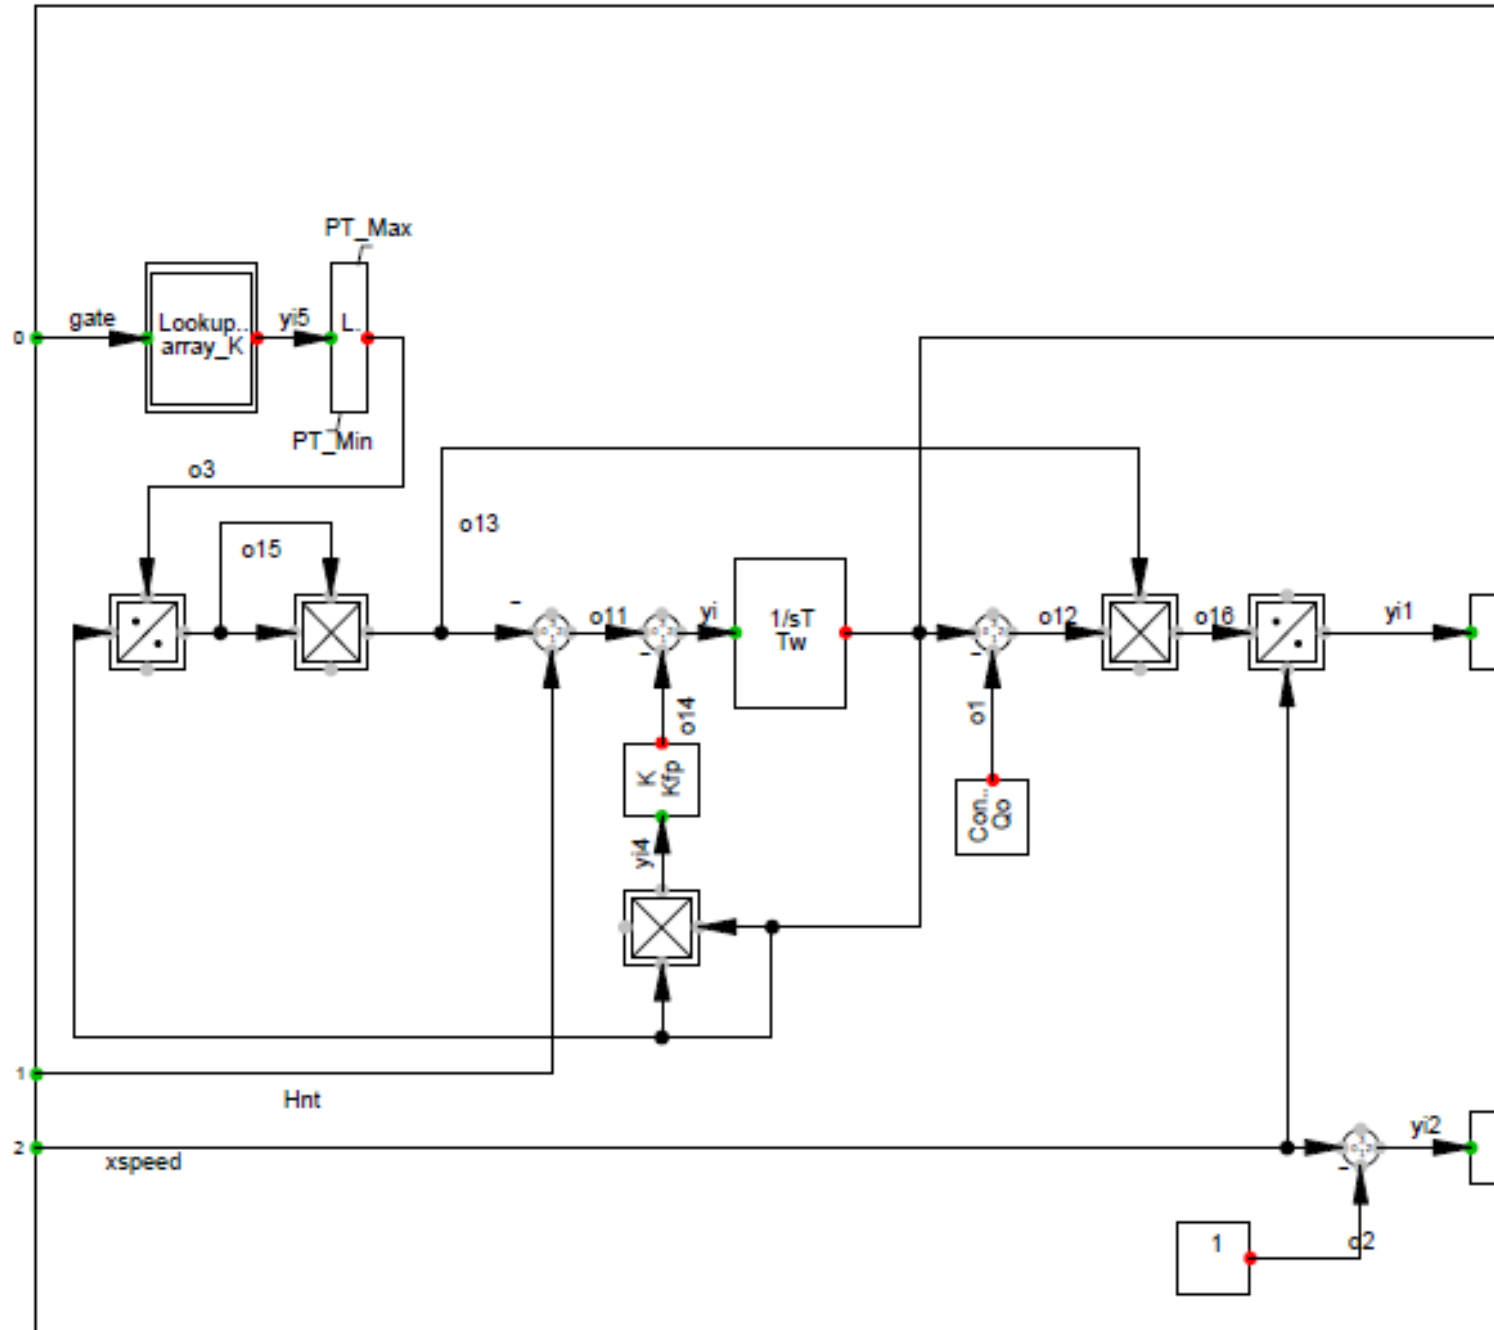 PT_Max
gate
Lookup..
array_K
yi5
L.
0
PT_Min
o3
o15
o13
-
o11
yi
1/sT
Tw
o12
o16
yi1
-
-
o14
o1
K
Kfp
Con..
Qo
yi4
1
Hnt
2
xspeed
yi2
-
1
o2